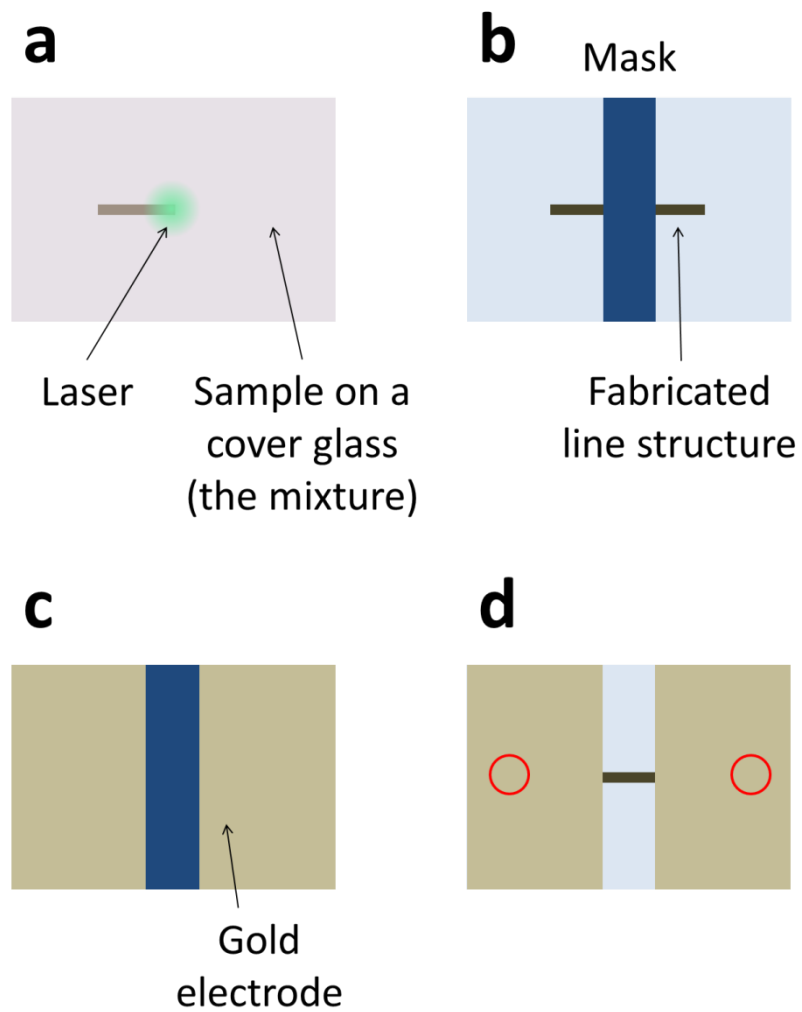 a
b
Mask
Laser
Sample on a
cover glass
(the mixture)
Fabricated
line structure
c
d
Gold
electrode